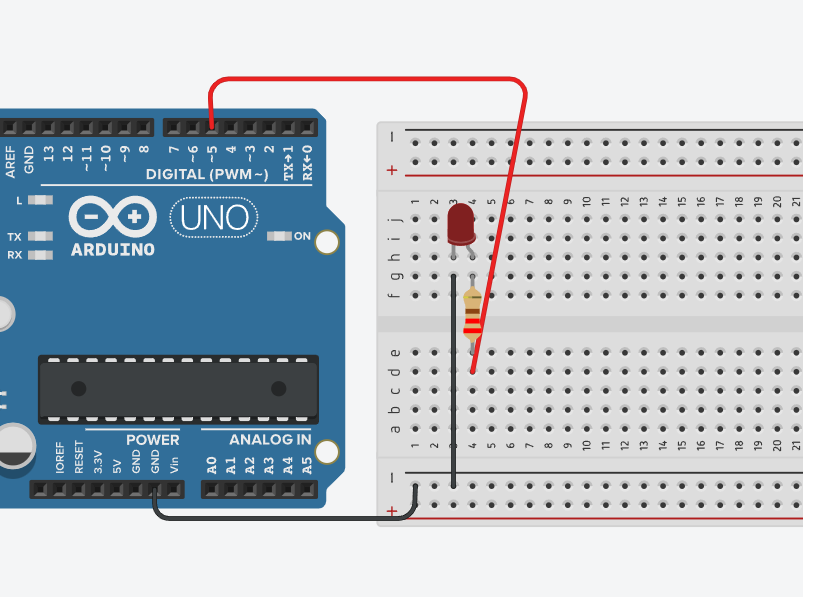 AREF
GND
13
12
~11
~10
~9
8
7
~6
~5
4
~3
2
TX→1
RX←0
DIGITAL (PWM~)
L
TX
RX
UNO
ARDUINO
ON
POWER
ANALOG IN
IOREF
RESET
3.3V
5V
GND
GND
Vin
A0
A1
A2
A3
A4
A5
−
+
1 2 3 4 5 6 7 8 9 10 11 12 13 14 15 16 17 18 19 20 21
j
i
h
g
f
e
d
c
b
a
1 2 3 4 5 6 7 8 9 10 11 12 13 14 15 16 17 18 19 20 21
−
+